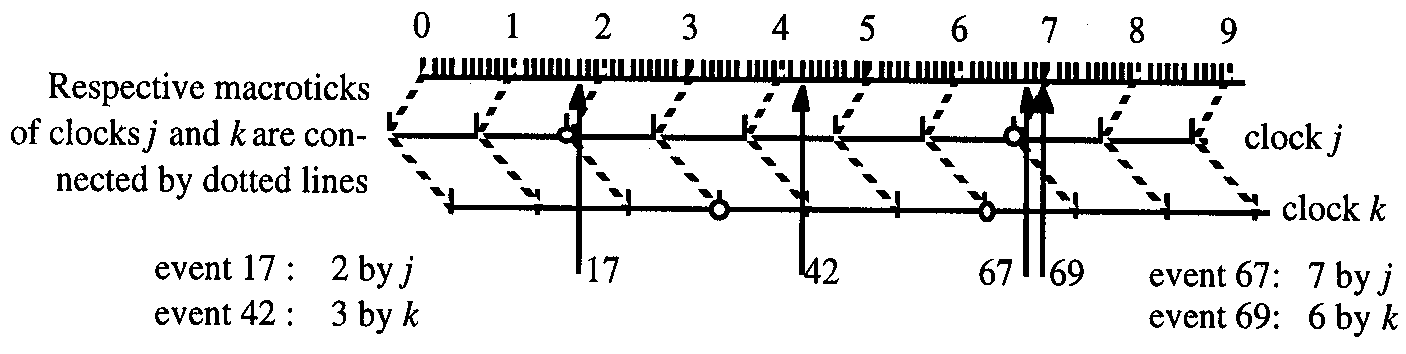 0 1 2 3 4 5 6 7 8 9
Respective macroticks
of clocks j and k are con-
nected by dotted lines
clock j
clock k
17 42 67 69
event 17 : 2 by j
event 42 : 3 by k
event 67: 7 by j
event 69: 6 by k